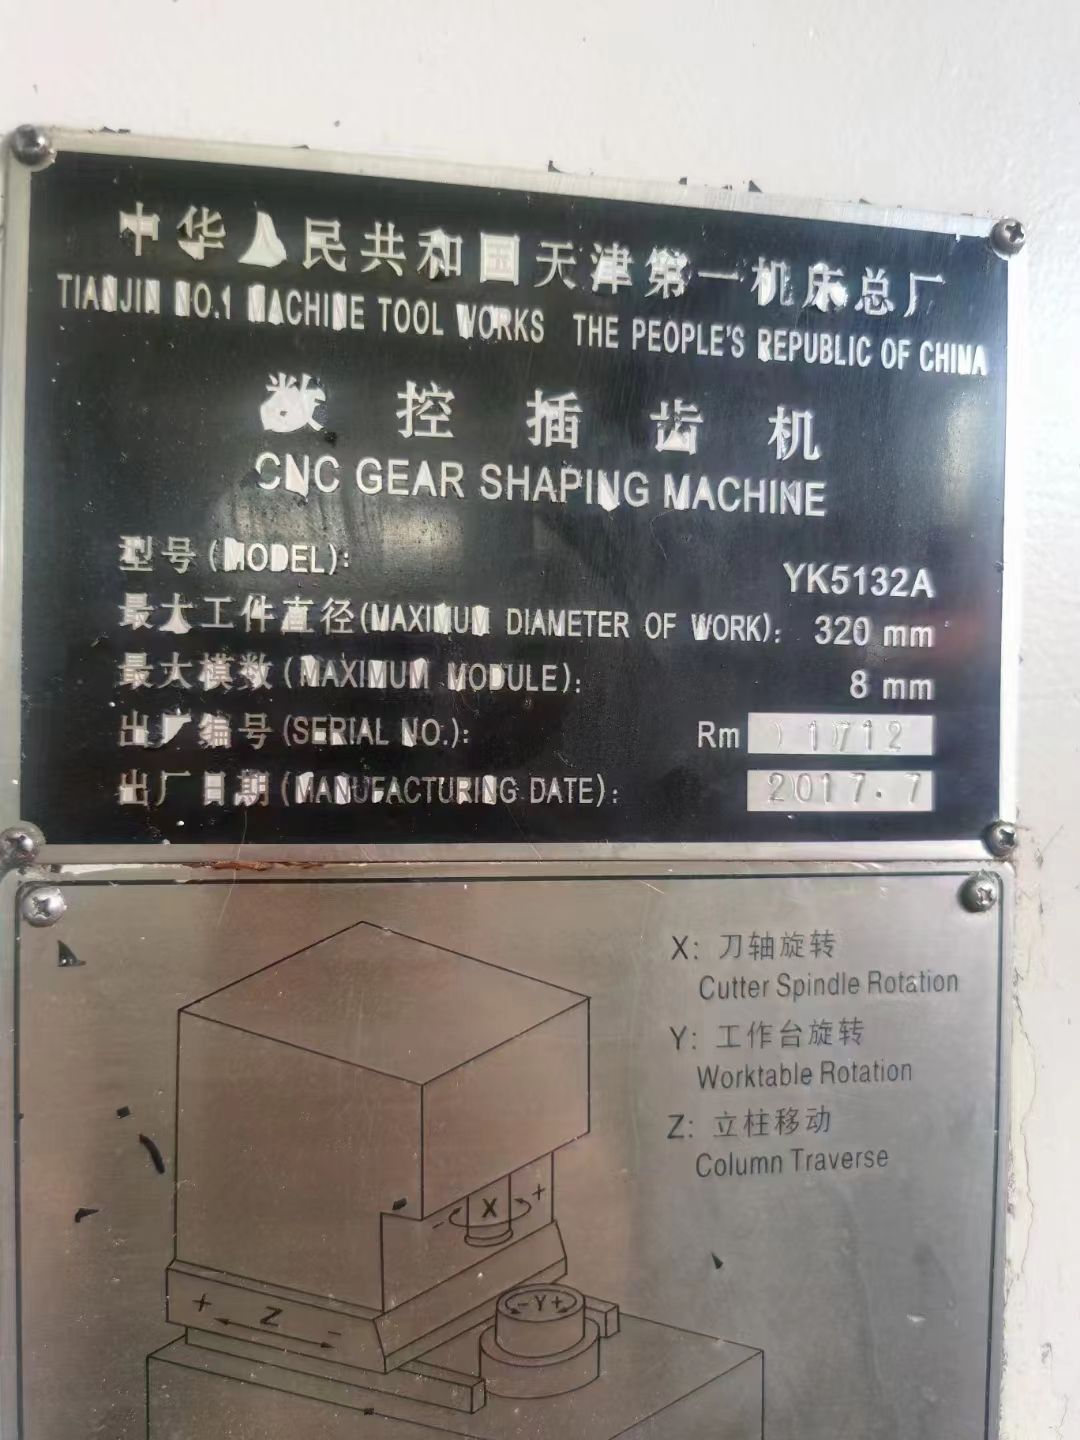 中华人民共和国天津第一机床总厂
TIANJIN NO.1 MACHINE TOOL WORKS THE PEOPLE'S REPUBLIC OF CHINA
数控插齿机
CNC GEAR SHAPING MACHINE
型号(MODEL): YK5132A
最大工件直径(MAXIMUM DIAMETER OF WORK): 320 mm
最大模数(MAXIMUM MODULE): 8 mm
出厂编号(SERIAL NO.): Rm 1712
出厂日期(MANUFACTURING DATE): 2017.7
X: 刀轴旋转
Cutter Spindle Rotation
Y: 工作台旋转
Worktable Rotation
Z: 立柱移动
Column Traverse
- X +
- Y +
+ Z -